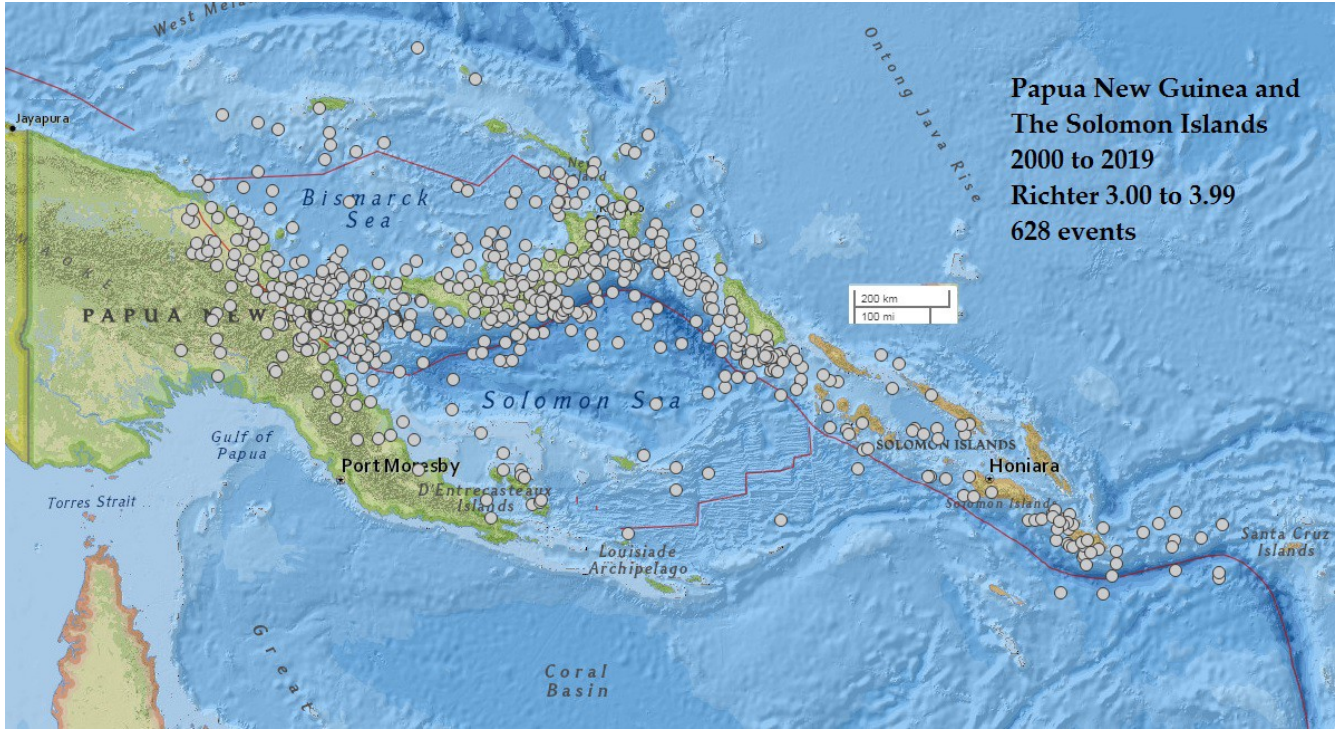 West Mela
Ontong Java Rise
Papua New Guinea and
The Solomon Islands
2000 to 2019
Richter 3.00 to 3.99
628 events
Jayapura
Bismarck
Sea
MAOKE
PAPUA NEW
200 km
100 mi
Solomon Sea
Gulf of
Papua
SOLOMON ISLANDS
Port Moresby
Honiara
D'Entrecasteaux
Islands
Solomon Islands
Torres Strait
Santa Cruz
Islands
Louisiade
Archipelago
Great
Coral
Basin